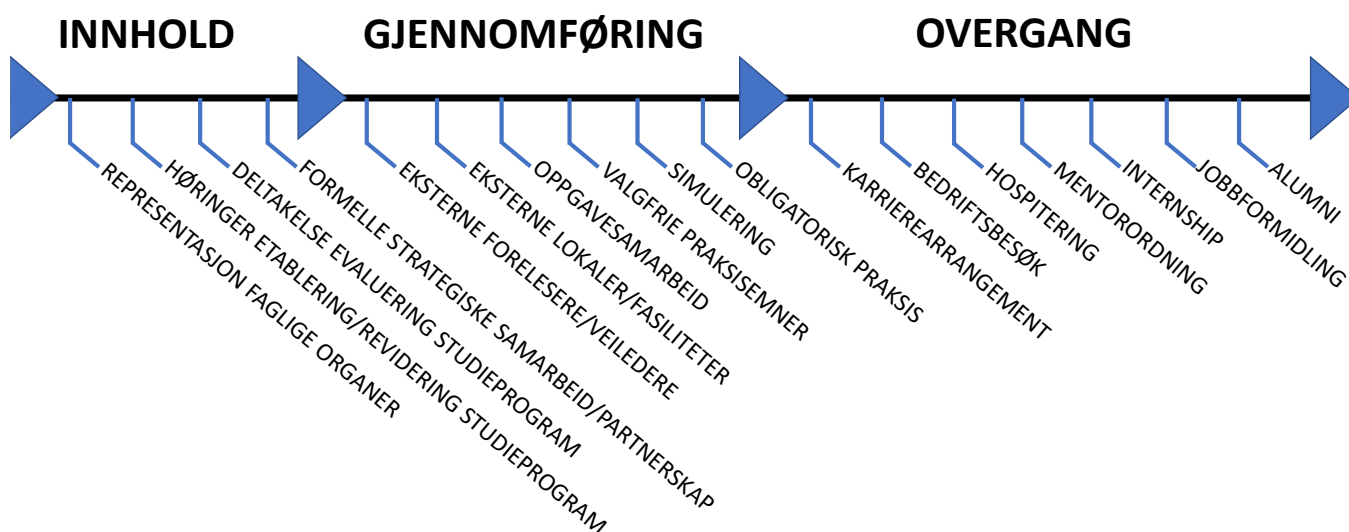 INNHOLD
GJENNOMFØRING
OVERGANG
REPRESENTASJON FAGLIGE ORGANER
HØRINGER ETABLERING/REVIDERING STUDIEPROGRAM
DELTAKELSE EVALUERING STUDIEPROGRAM
FORMELLE STRATEGISKE SAMARBEID/PARTNERSKAP
EKSTERNE FORELESERE/VEILEDERE
EKSTERNE LOKALER/FASILITETER
OPPGAVESAMARBEID
VALGFRIE PRAKSISEMNER
SIMULERING
OBLIGATORISK PRAKSIS
KARRIEREARRANGEMENT
BEDRIFTSBESØK
HOSPITERING
MENTORORDNING
INTERNSHIP
JOBBFORMIDLING
ALUMNI